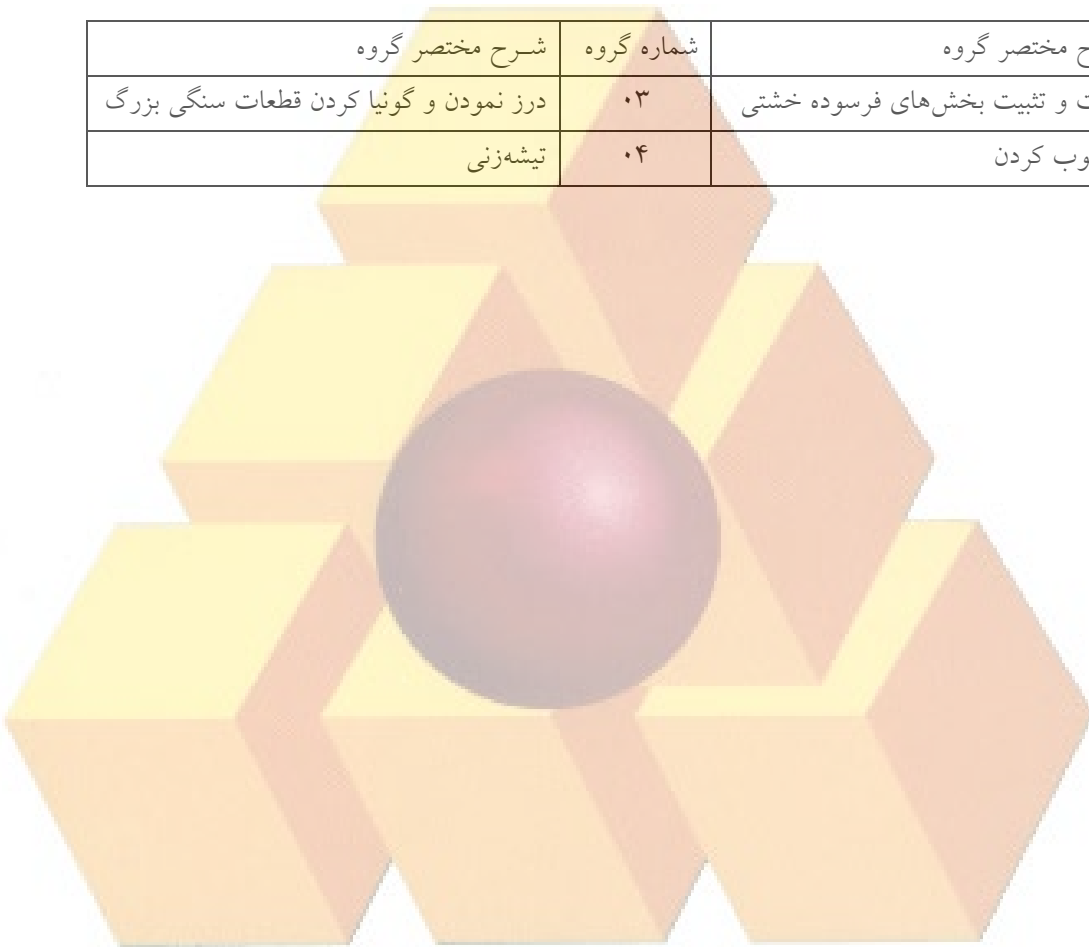 مختصر گروه شماره گروه شـرح مختصر گروه
و تثبیت بخش‌های فرسوده خشتی ۰۳ درز نمودن و گونیا کردن قطعات سنگی بزرگ
کردن ۰۴ تیشه‌زنی